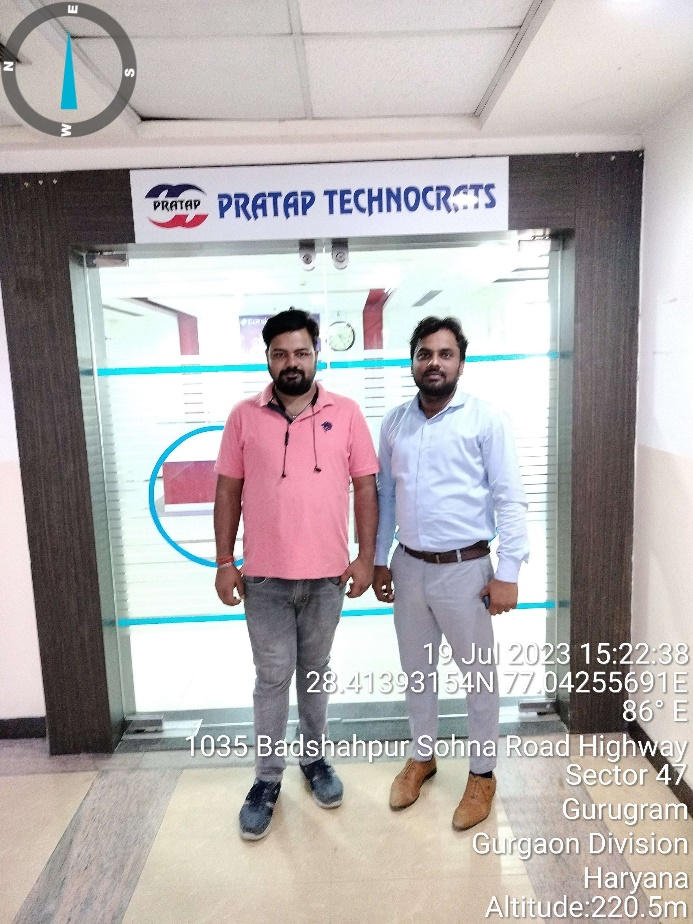 E
N
S
W
PRATAP
PRATAP TECHNOCRATS
19 Jul 2023 15:22:38
28.41393154N 77.04255691E
86° E
1035 Badshahpur Sohna Road Highway
Sector 47
Gurugram
Gurgaon Division
Haryana
Altitude:220.5m